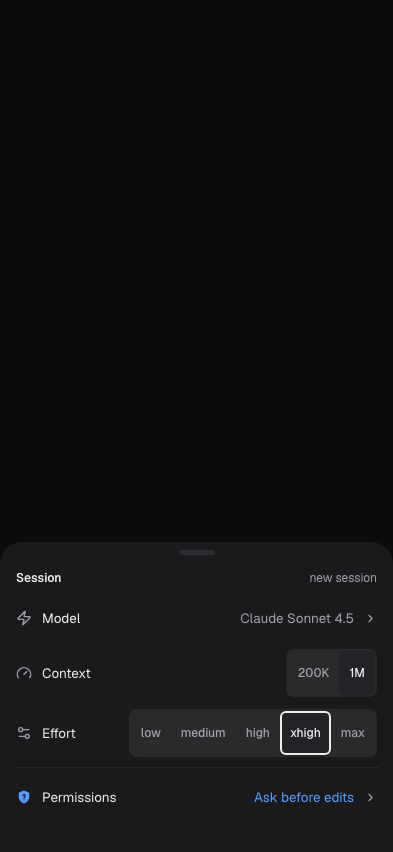 Session new session
Model Claude Sonnet 4.5
Context 200K 1M
Effort low medium high xhigh max
Permissions Ask before edits